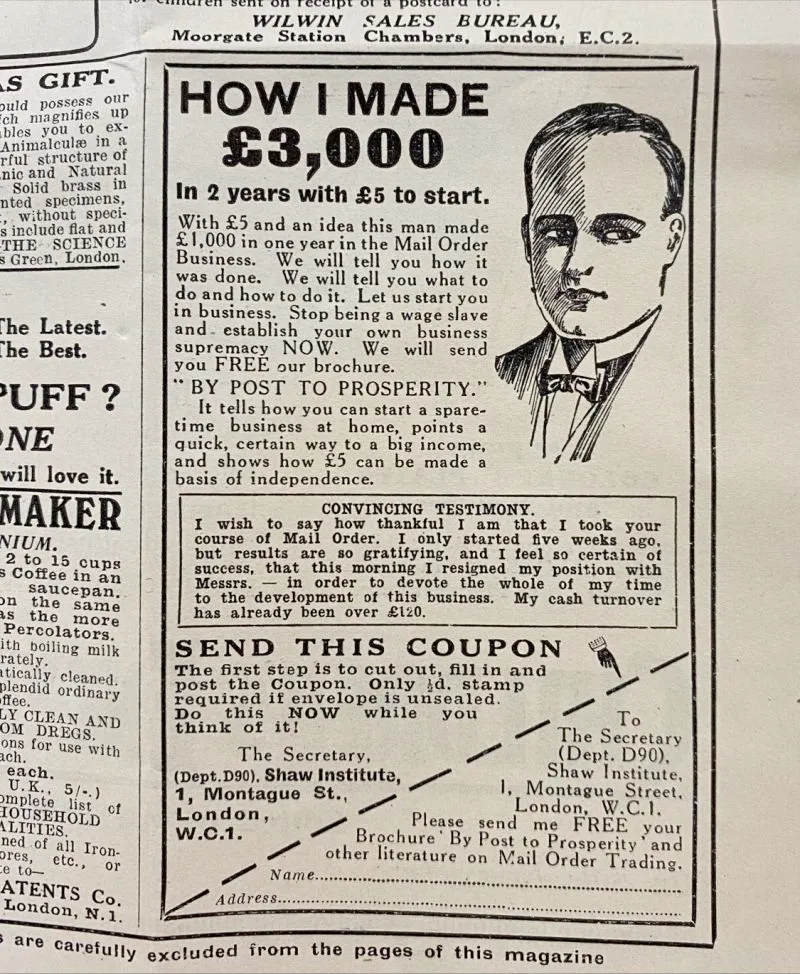 for children sent on receipt of a postcard to:
WILWIN SALES BUREAU,
Moorgate Station Chambers, London, E.C.2.
AS GIFT.
ould possess our
ich magnifies up
ables you to ex-
Animalculæ in a
rful structure of
nic and Natural
Solid brass in
nted specimens,
, without speci-
s include flat and
-THE SCIENCE
s Green, London.
The Latest.
The Best.
PUFF ?
ONE
will love it.
MAKER
NIUM.
2 to 15 cups
s Coffee in an
saucepan.
on the same
as the more
Percolators.
ith boiling milk
rately.
atically cleaned.
plendid ordinary
offee.
LY CLEAN AND
OM DREGS.
ons for use with
ach.
each.
U.K., 5/-.)
omplete list of
HOUSEHOLD
ALITIES.
ned of all Iron-
ores, etc., or
te to—
ATENTS Co.
London, N.1.
HOW I MADE
£3,000
In 2 years with £5 to start.
With £5 and an idea this man made
£1,000 in one year in the Mail Order
Business. We will tell you how it
was done. We will tell you what to
do and how to do it. Let us start you
in business. Stop being a wage slave
and establish your own business
supremacy NOW. We will send
you FREE our brochure.
"BY POST TO PROSPERITY."
It tells how you can start a spare-
time business at home, points a
quick, certain way to a big income,
and shows how £5 can be made a
basis of independence.
CONVINCING TESTIMONY.
I wish to say how thankful I am that I took your
course of Mail Order. I only started five weeks ago,
but results are so gratifying, and I feel so certain of
success, that this morning I resigned my position with
Messrs. — in order to devote the whole of my time
to the development of this business. My cash turnover
has already been over £120.
SEND THIS COUPON
The first step is to cut out, fill in and
post the Coupon. Only ½d. stamp
required if envelope is unsealed.
Do this NOW while you
think of it!
The Secretary,
(Dept. D90), Shaw Institute,
1, Montague St.,
London,
W.C.1.
To
The Secretary
(Dept. D90),
Shaw Institute,
1, Montague Street,
London, W.C.1.
Please send me FREE your
Brochure 'By Post to Prosperity' and
other literature on Mail Order Trading.
Name
Address
s are carefully excluded from the pages of this magazine